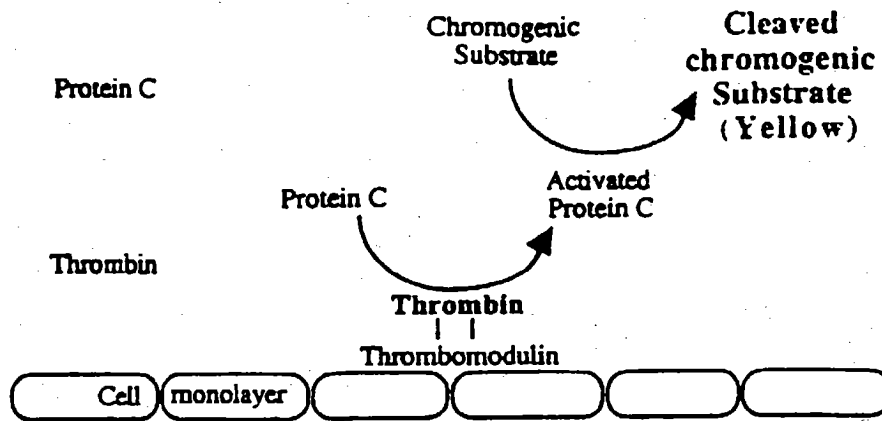 Chromogenic
Substrate
Cleaved
chromogenic
Substrate
(Yellow)
Protein C
Protein C
Activated
Protein C
Thrombin
Thrombin
Thrombomodulin
Cell monolayer